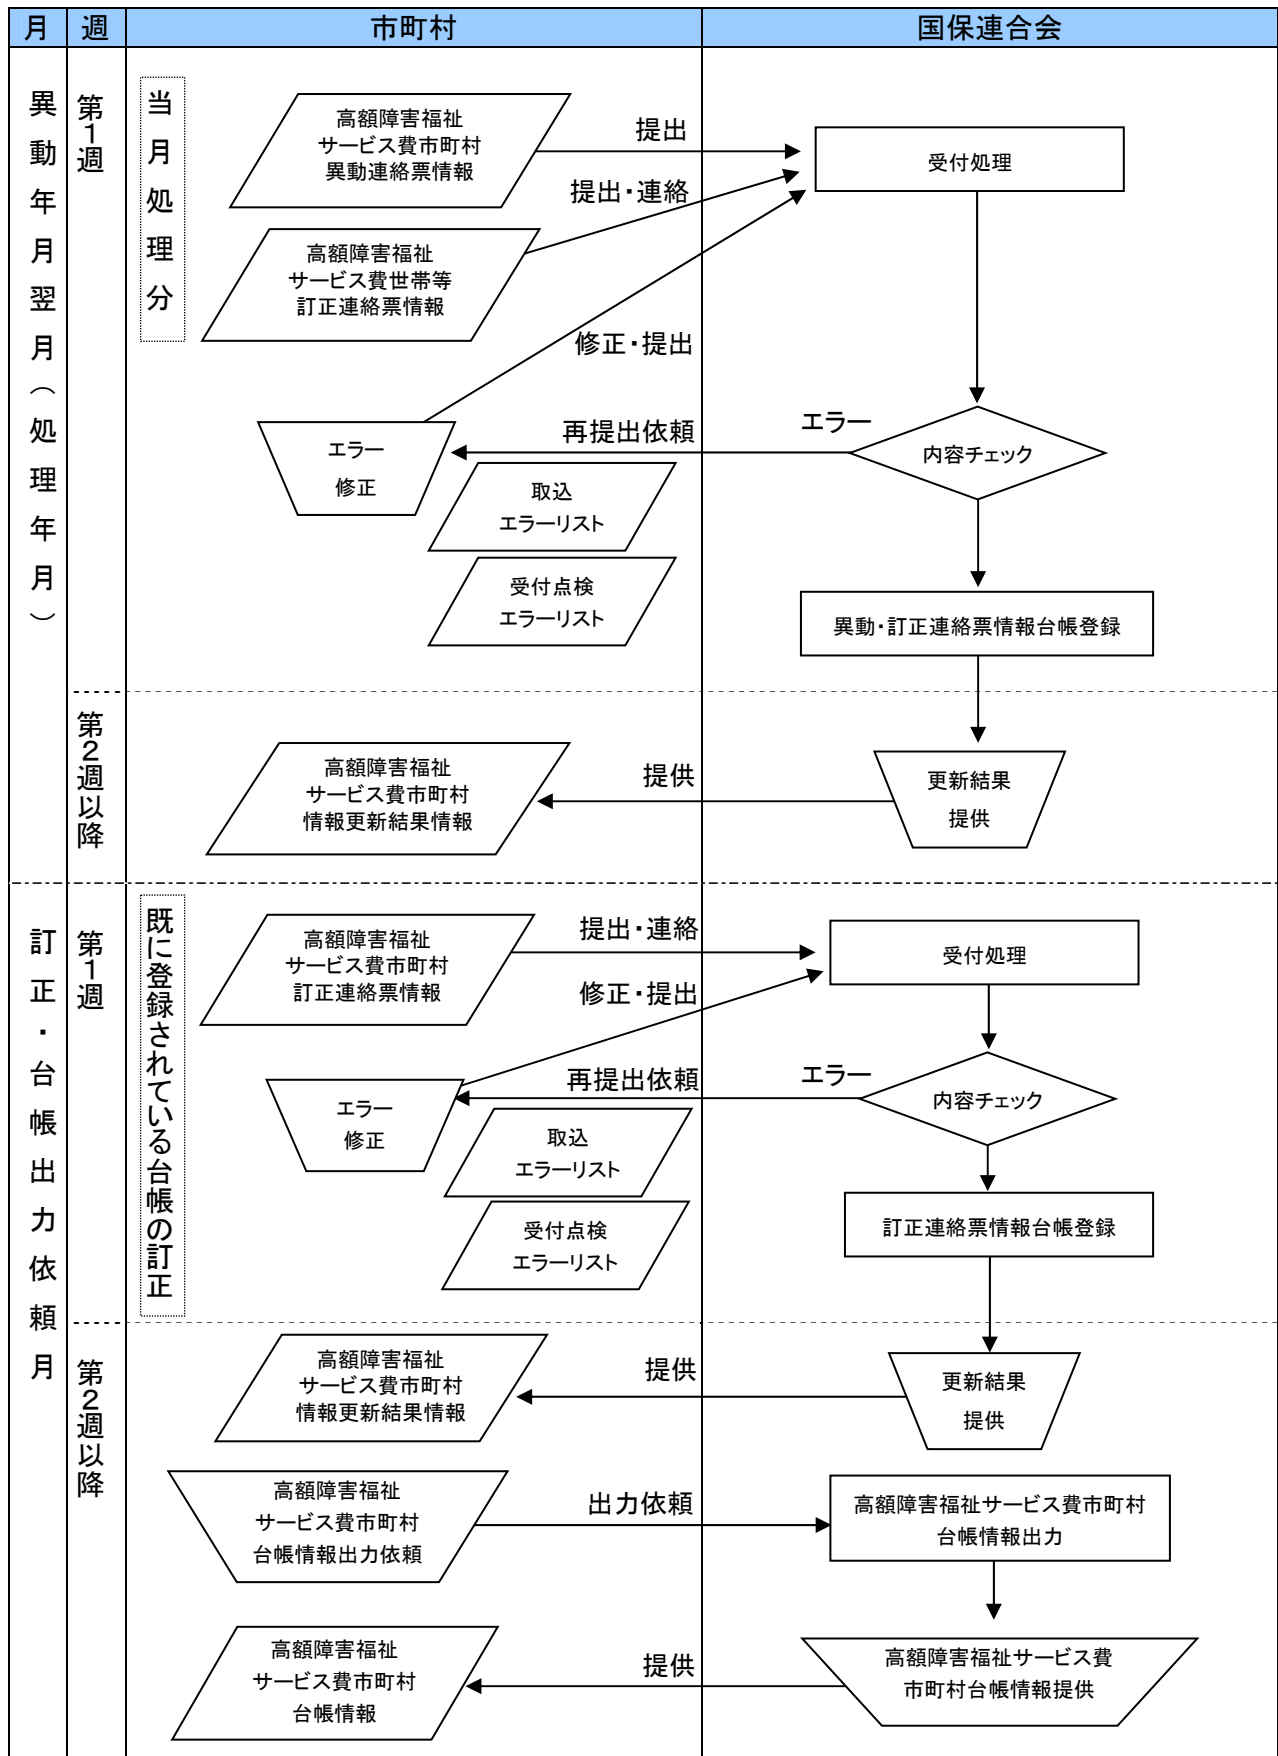 月
週
市町村
国保連合会
異動年月翌月（処理年月）
第1週
当月処理分
高額障害福祉
サービス費市町村
異動連絡票情報
提出
受付処理
提出・連絡
高額障害福祉
サービス費世帯等
訂正連絡票情報
修正・提出
エラー
修正
再提出依頼
エラー
内容チェック
取込
エラーリスト
受付点検
エラーリスト
異動・訂正連絡票情報台帳登録
第2週以降
高額障害福祉
サービス費市町村
情報更新結果情報
提供
更新結果
提供
訂正・台帳出力依頼月
第1週
既に登録されている台帳の訂正
高額障害福祉
サービス費市町村
訂正連絡票情報
提出・連絡
受付処理
修正・提出
エラー
修正
再提出依頼
エラー
内容チェック
取込
エラーリスト
受付点検
エラーリスト
訂正連絡票情報台帳登録
第2週以降
高額障害福祉
サービス費市町村
情報更新結果情報
提供
更新結果
提供
高額障害福祉
サービス費市町村
台帳情報出力依頼
出力依頼
高額障害福祉サービス費市町村
台帳情報出力
高額障害福祉
サービス費市町村
台帳情報
提供
高額障害福祉サービス費
市町村台帳情報提供